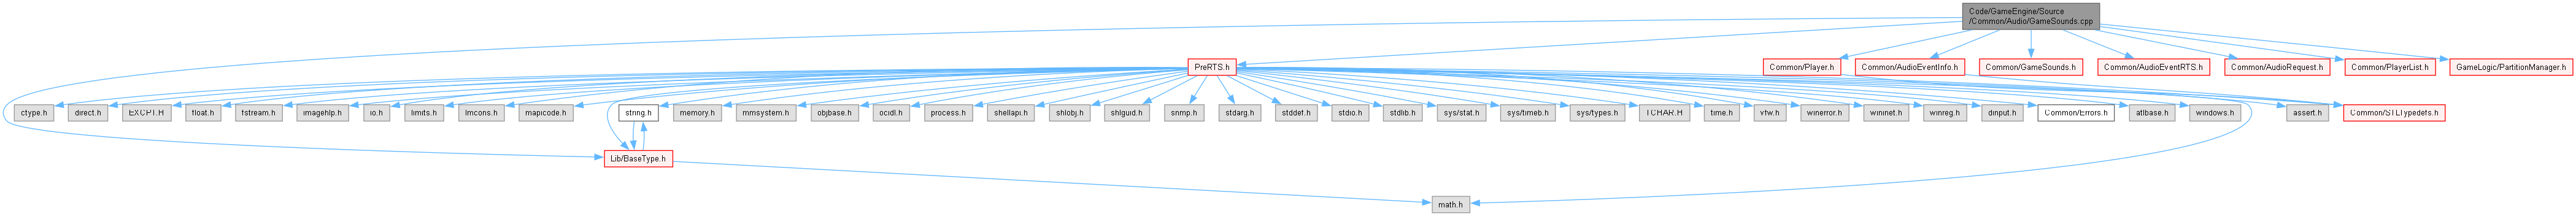 Code/GameEngine/Source
/Common/Audio/GameSounds.cpp
PreRTS.h
Common/Player.h
Common/AudioEventInfo.h
Common/GameSounds.h
Common/AudioEventRTS.h
Common/AudioRequest.h
Common/PlayerList.h
GameLogic/PartitionManager.h
ctype.h
direct.h
EXCPT.H
float.h
fstream.h
imagehlp.h
io.h
limits.h
lmcons.h
mapicode.h
string.h
memory.h
mmsystem.h
objbase.h
ocidl.h
process.h
shellapi.h
shlobj.h
shlguid.h
snmp.h
stdarg.h
stddef.h
stdio.h
stdlib.h
sys/stat.h
sys/timeb.h
sys/types.h
TCHAR.H
time.h
vfw.h
winerror.h
wininet.h
winreg.h
dinput.h
Common/Errors.h
atlbase.h
windows.h
assert.h
Common/STLTypedefs.h
Lib/BaseType.h
math.h